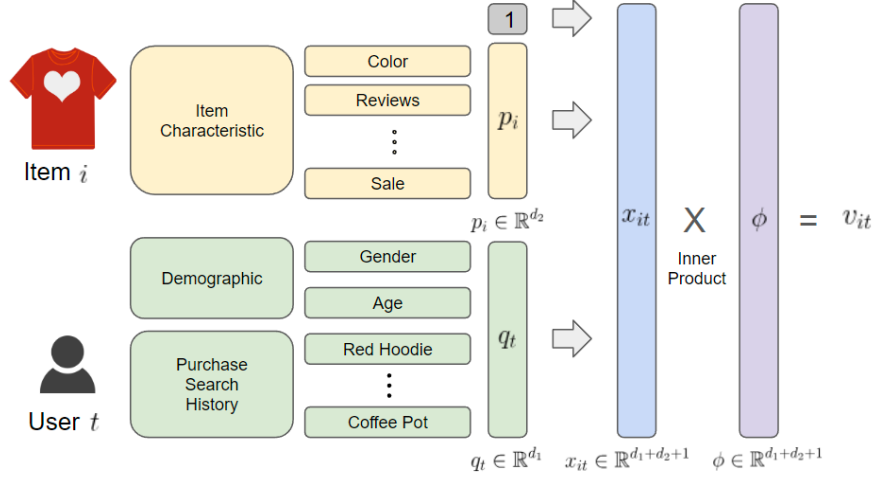 1
Color
Item
Characteristic
Reviews
Sale
Item i
p_i
p_i ∈ ℝ^{d_2}
x_{it}
X
Inner
Product
ϕ
=
v_{it}
Demographic
Gender
Age
Purchase
Search
History
Red Hoodie
Coffee Pot
User t
q_t
q_t ∈ ℝ^{d_1}
x_{it} ∈ ℝ^{d_1+d_2+1}
ϕ ∈ ℝ^{d_1+d_2+1}